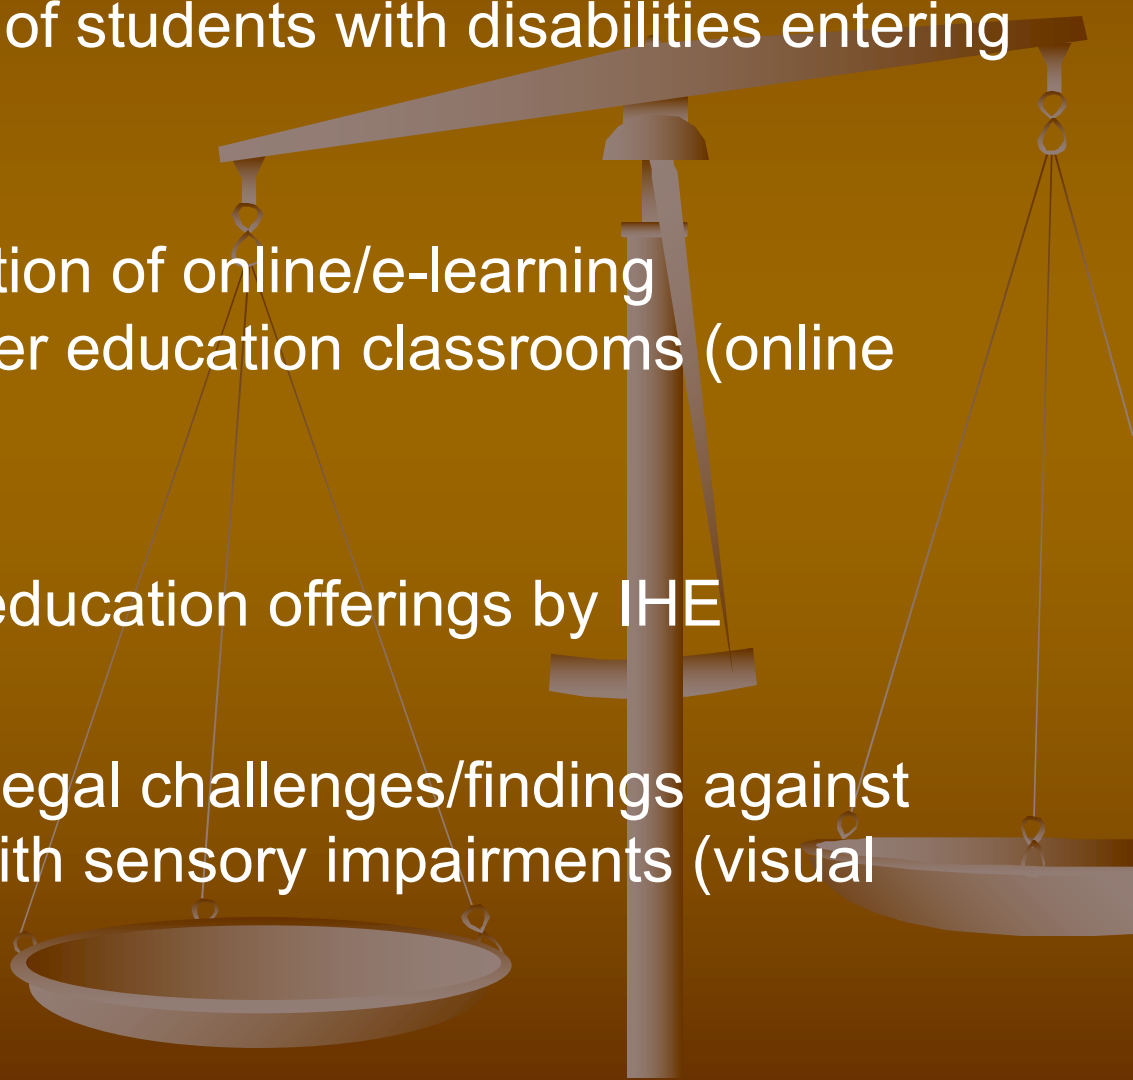 of students with disabilities entering
tion of online/e-learning
er education classrooms (online
education offerings by IHE
egal challenges/findings against
ith sensory impairments (visual